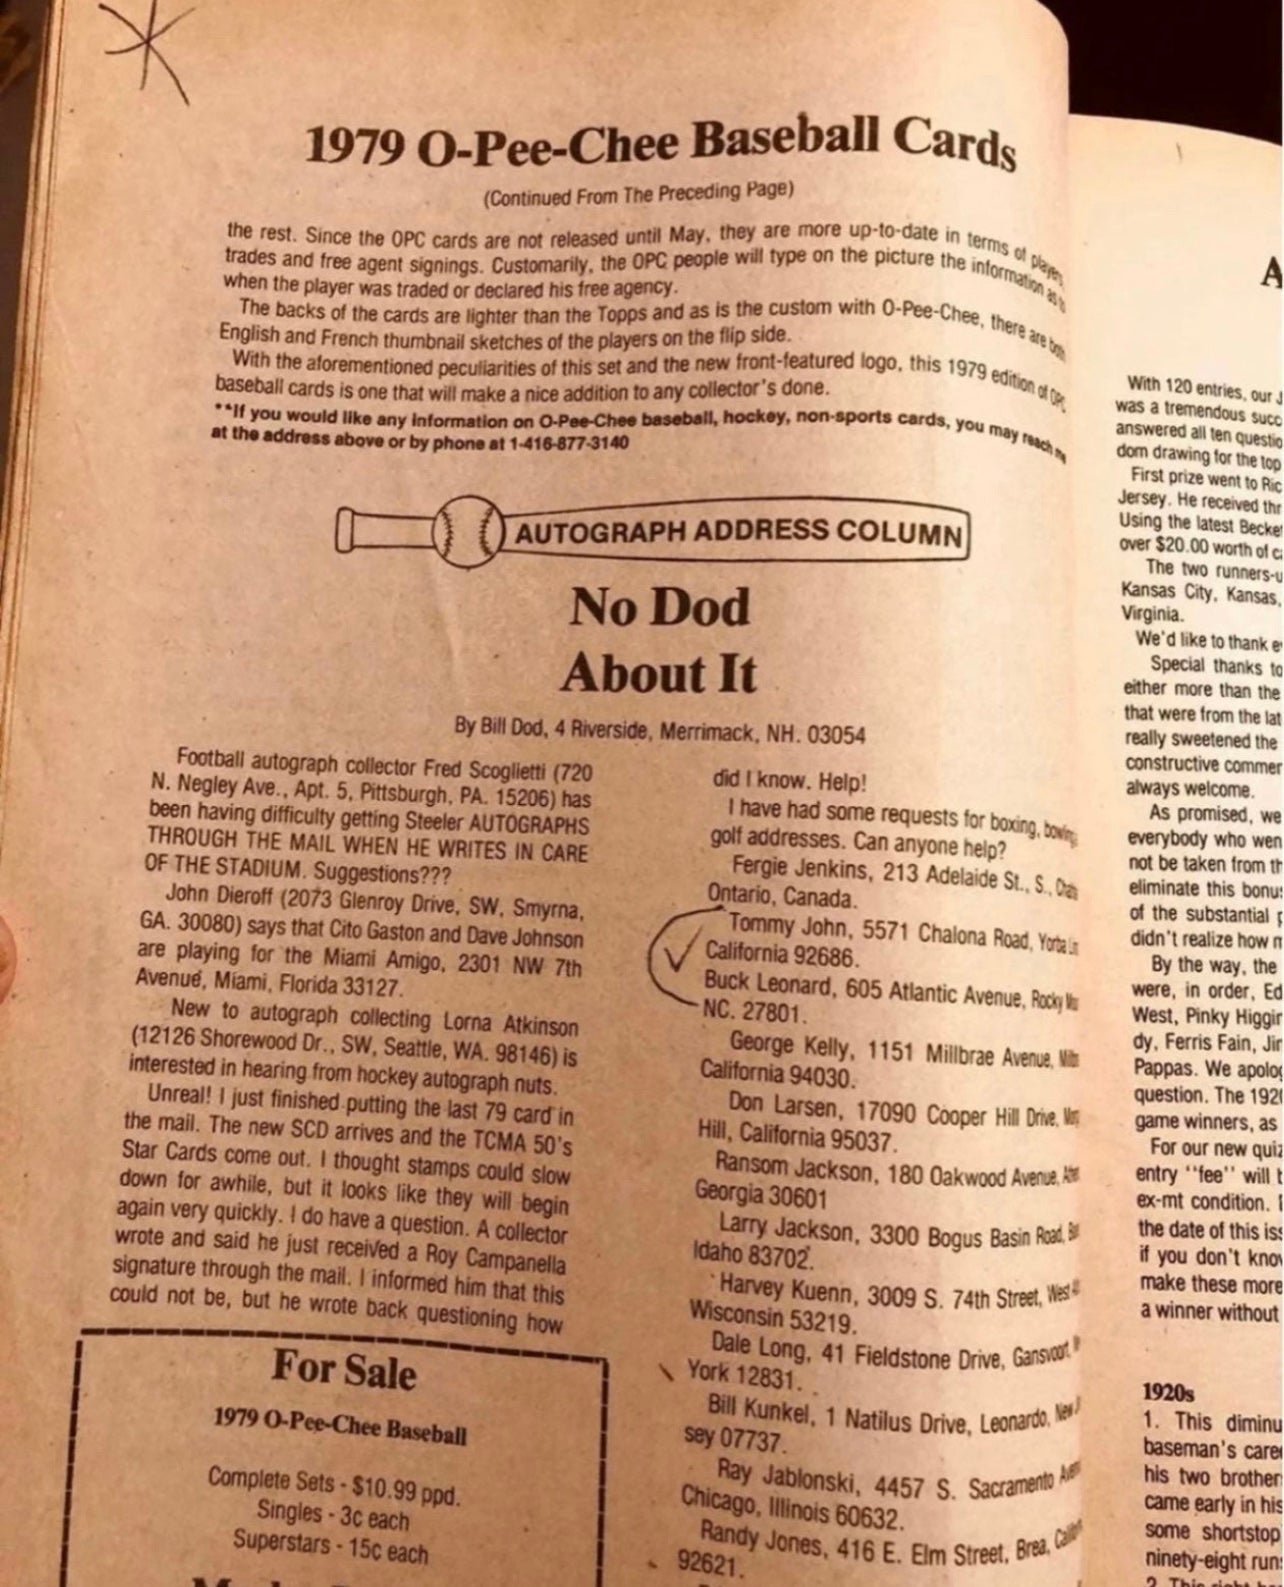 1979 O-Pee-Chee Baseball Cards
(Continued From The Preceding Page)
the rest. Since the OPC cards are not released until May, they are more up-to-date in terms of players,
trades and free agent signings. Customarily, the OPC people will type on the picture the information as to
when the player was traded or declared his free agency.
The backs of the cards are lighter than the Topps and as is the custom with O-Pee-Chee, there are both
English and French thumbnail sketches of the players on the flip side.
With the aforementioned peculiarities of this set and the new front-featured logo, this 1979 edition of OPC
baseball cards is one that will make a nice addition to any collector's done.
**If you would like any information on O-Pee-Chee baseball, hockey, non-sports cards, you may reach me
at the address above or by phone at 1-416-877-3140
AUTOGRAPH ADDRESS COLUMN
No Dod
About It
By Bill Dod, 4 Riverside, Merrimack, NH. 03054
Football autograph collector Fred Scoglietti (720
N. Negley Ave., Apt. 5, Pittsburgh, PA. 15206) has
been having difficulty getting Steeler AUTOGRAPHS
THROUGH THE MAIL WHEN HE WRITES IN CARE
OF THE STADIUM. Suggestions???
John Dieroff (2073 Glenroy Drive, SW, Smyrna,
GA. 30080) says that Cito Gaston and Dave Johnson
are playing for the Miami Amigo, 2301 NW 7th
Avenue, Miami, Florida 33127.
New to autograph collecting Lorna Atkinson
(12126 Shorewood Dr., SW, Seattle, WA. 98146) is
interested in hearing from hockey autograph nuts.
Unreal! I just finished putting the last 79 card in
the mail. The new SCD arrives and the TCMA 50's
Star Cards come out. I thought stamps could slow
down for awhile, but it looks like they will begin
again very quickly. I do have a question. A collector
wrote and said he just received a Roy Campanella
signature through the mail. I informed him that this
could not be, but he wrote back questioning how
did I know. Help!
I have had some requests for boxing, bowling,
golf addresses. Can anyone help?
Fergie Jenkins, 213 Adelaide St., S.,
Ontario, Canada.
Tommy John, 5571 Chalona Road, Yorba
California 92686.
Buck Leonard, 605 Atlantic Avenue, Rocky
NC. 27801.
George Kelly, 1151 Millbrae Avenue,
California 94030.
Don Larsen, 17090 Cooper Hill Drive,
Hill, California 95037.
Ransom Jackson, 180 Oakwood Avenue,
Georgia 30601
Larry Jackson, 3300 Bogus Basin Road,
Idaho 83702.
Harvey Kuenn, 3009 S. 74th Street, West
Wisconsin 53219.
Dale Long, 41 Fieldstone Drive, Gansvoort,
York 12831.
Bill Kunkel, 1 Natilus Drive, Leonardo, New
sey 07737.
Ray Jablonski, 4457 S. Sacramento
Chicago, Illinois 60632.
Randy Jones, 416 E. Elm Street, Brea,
92621.
For Sale
1979 O-Pee-Chee Baseball
Complete Sets - $10.99 ppd.
Singles - 3c each
Superstars - 15c each
A
With 120 entries, our
was a tremendous succ
answered all ten questio
dom drawing for the top
First prize went to Ric
Jersey. He received thr
Using the latest Becke
over $20.00 worth of
The two runners-u
Kansas City, Kansas,
Virginia.
We'd like to thank e
Special thanks to
either more than the
that were from the lat
really sweetened the
constructive commer
always welcome.
As promised, we
everybody who wen
not be taken from th
eliminate this bonu
of the substantial
didn't realize how
By the way, the
were, in order, Ed
West, Pinky Higgin
dy, Ferris Fain, Jir
Pappas. We apolog
question. The 192
game winners, as
For our new quiz
entry "fee" will
ex-mt condition.
the date of this iss
if you don't know
make these more
a winner without
1920s
1. This diminu
baseman's caree
his two brother
came early in his
some shortstop
ninety-eight runs